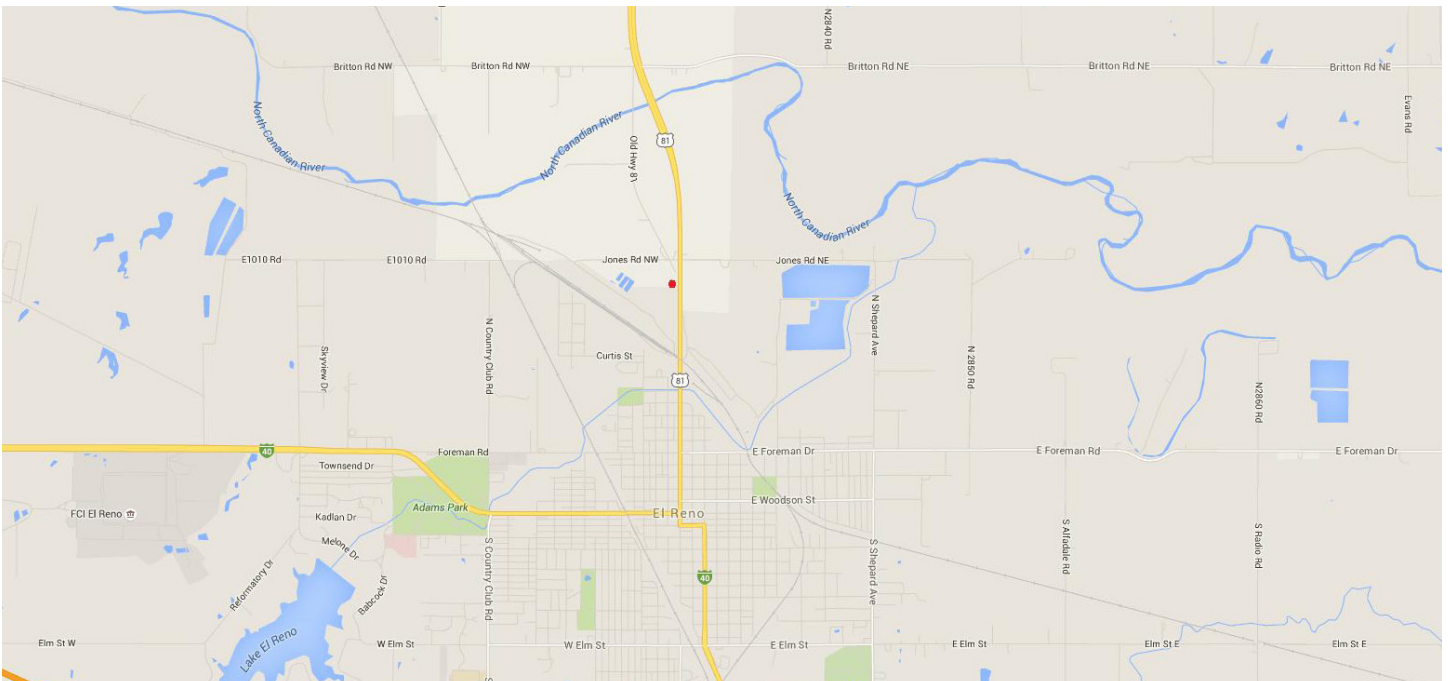 N2840 Rd
Britton Rd NW
Britton Rd NW
Britton Rd NE
Britton Rd NE
Britton Rd NE
Evans Rd
North Canadian River
North Canadian River
Old Hwy 81
81
North Canadian River
E1010 Rd
E1010 Rd
Jones Rd NW
Jones Rd NE
N Shepard Ave
Skyview Dr
N Country Club Rd
Curtis St
N 2850 Rd
81
N2860 Rd
40
Foreman Rd
E Foreman Dr
E Foreman Rd
E Foreman Dr
Townsend Dr
Adams Park
E Woodson St
FCI El Reno
Kadlan Dr
El Reno
Melone Dr
S Country Club Rd
S Shepard Ave
S Alfadale Rd
S Radio Rd
Reformatory Dr
Babcock Dr
40
Lake El Reno
Elm St W
W Elm St
W Elm St
E Elm St
E Elm St
Elm St E
Elm St E